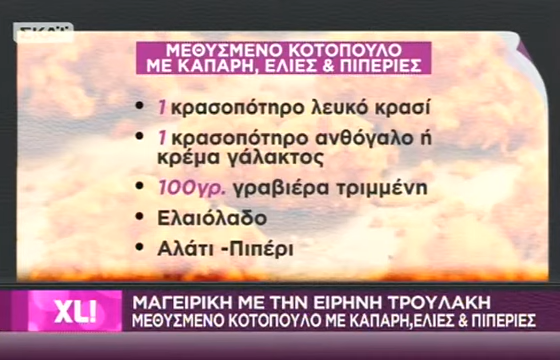 ΣΚΑΪ
ΜΕΘΥΣΜΕΝΟ ΚΟΤΟΠΟΥΛΟ
ΜΕ ΚΑΠΑΡΗ, ΕΛΙΕΣ & ΠΙΠΕΡΙΕΣ
• 1 κρασοπότηρο λευκό κρασί
• 1 κρασοπότηρο ανθόγαλο ή
κρέμα γάλακτος
• 100γρ. γραβιέρα τριμμένη
• Ελαιόλαδο
• Αλάτι -Πιπέρι
XL!
ΜΑΓΕΙΡΙΚΗ ΜΕ ΤΗΝ ΕΙΡΗΝΗ ΤΡΟΥΛΑΚΗ
ΜΕΘΥΣΜΕΝΟ ΚΟΤΟΠΟΥΛΟ ΜΕ ΚΑΠΑΡΗ,ΕΛΙΕΣ & ΠΙΠΕΡΙΕΣ